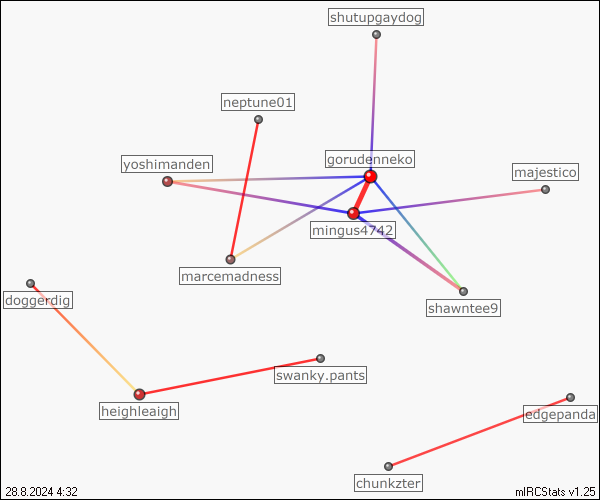 shutupgaydog
neptune01
yoshimanden
gorudenneko
majestico
mingus4742
marcemadness
doggerdig
shawntee9
swanky.pants
heighleaigh
edgepanda
chunkzter
28.8.2024 4:32
mIRCStats v1.25